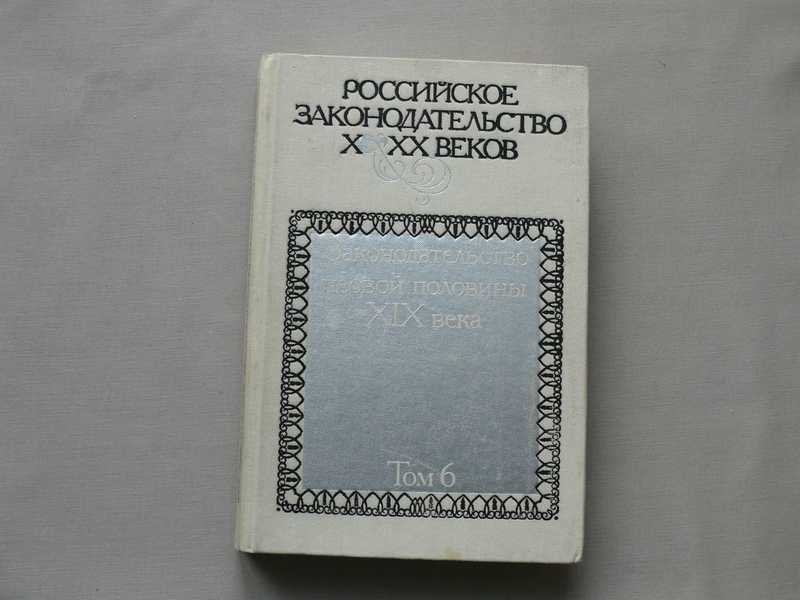 РОССИЙСКОЕ
ЗАКОНОДАТЕЛЬСТВО
X XX ВЕКОВ
Законодательство
первой половины
XIX века
Том 6